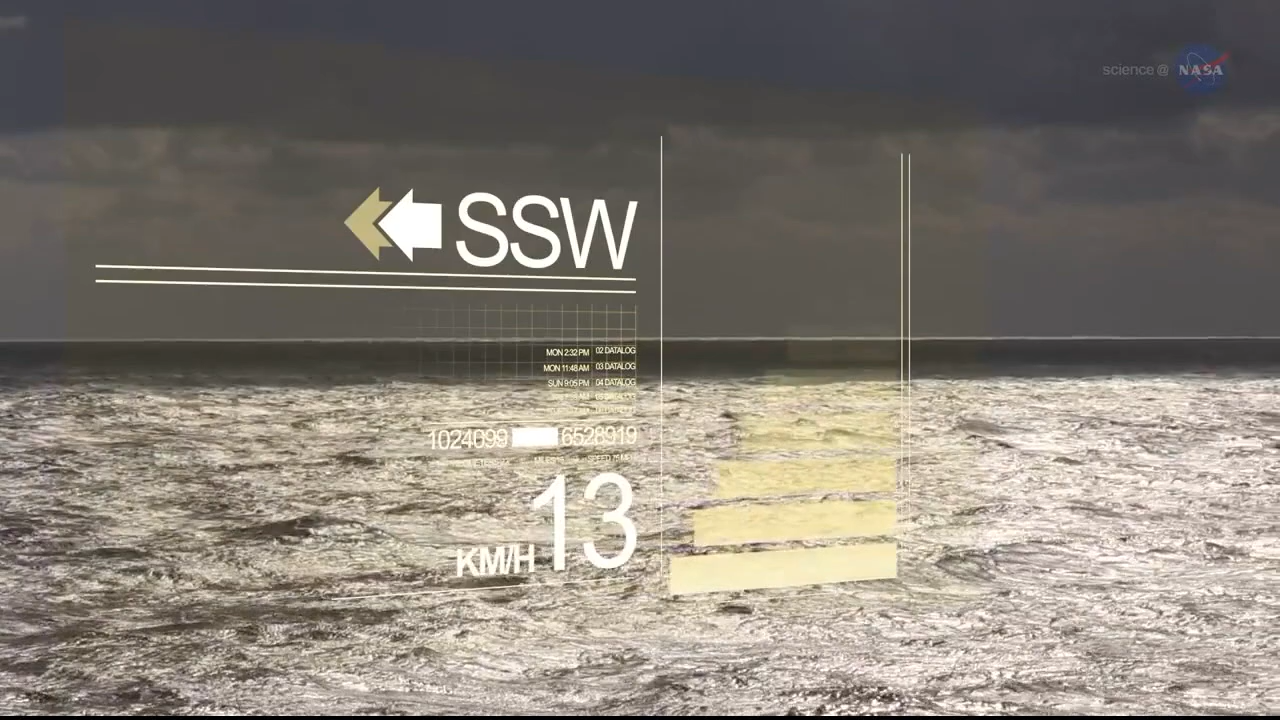 science@ NASA
SSW
MON 2:32 PM 02 DATALOG
MON 11:48 AM 03 DATALOG
SUN 9:05 PM 04 DATALOG
1024099 6528919
13
KM/H